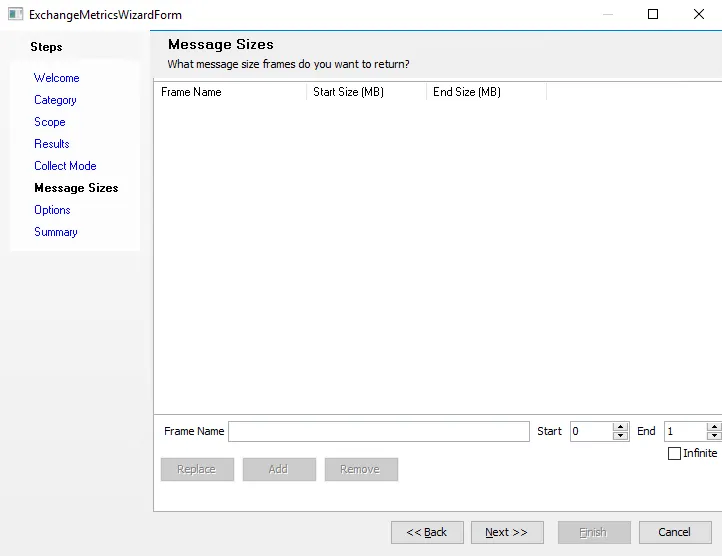 ExchangeMetricsWizardForm
Steps
Welcome
Category
Scope
Results
Collect Mode
Message Sizes
Options
Summary
Message Sizes
What message size frames do you want to return?
Frame Name Start Size (MB) End Size (MB)
Frame Name Start 0 End 1
Infinite
Replace Add Remove
<< Back Next >> Finish Cancel